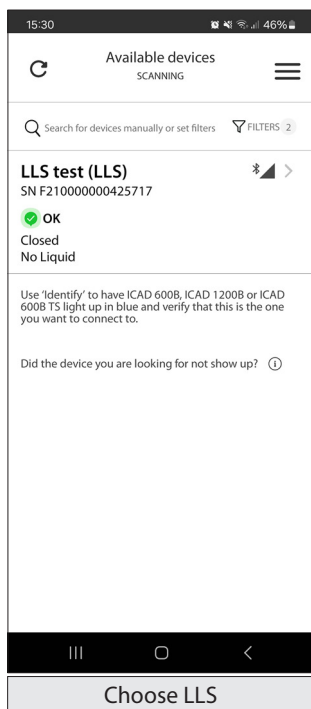 15:30
46%
Available devices
SCANNING
Search for devices manually or set filters
FILTERS 2
LLS test (LLS)
SN F210000000425717
OK
Closed
No Liquid
Use 'Identify' to have ICAD 600B, ICAD 1200B or ICAD
600B TS light up in blue and verify that this is the one
you want to connect to.
Did the device you are looking for not show up?
Choose LLS